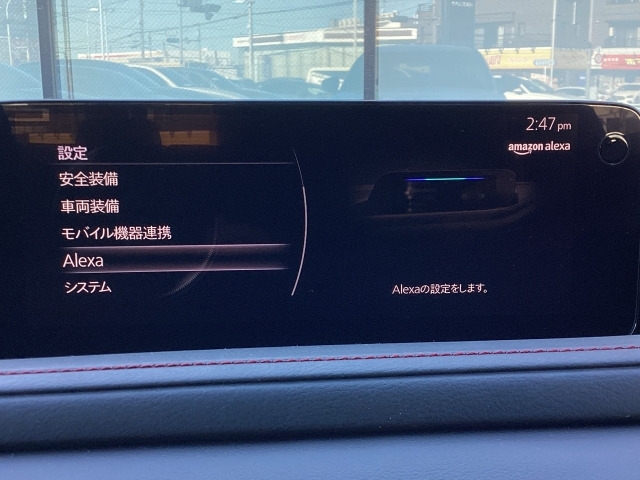 2:47 pm
amazon alexa
設定
安全装備
車両装備
モバイル機器連携
Alexa
システム
Alexaの設定をします。